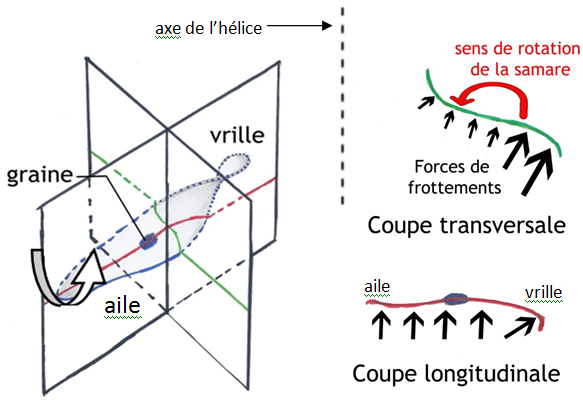 axe de l’hélice
sens de rotation
de la samare
vrille
graine
aile
Forces de
frottements
Coupe transversale
aile
vrille
Coupe longitudinale